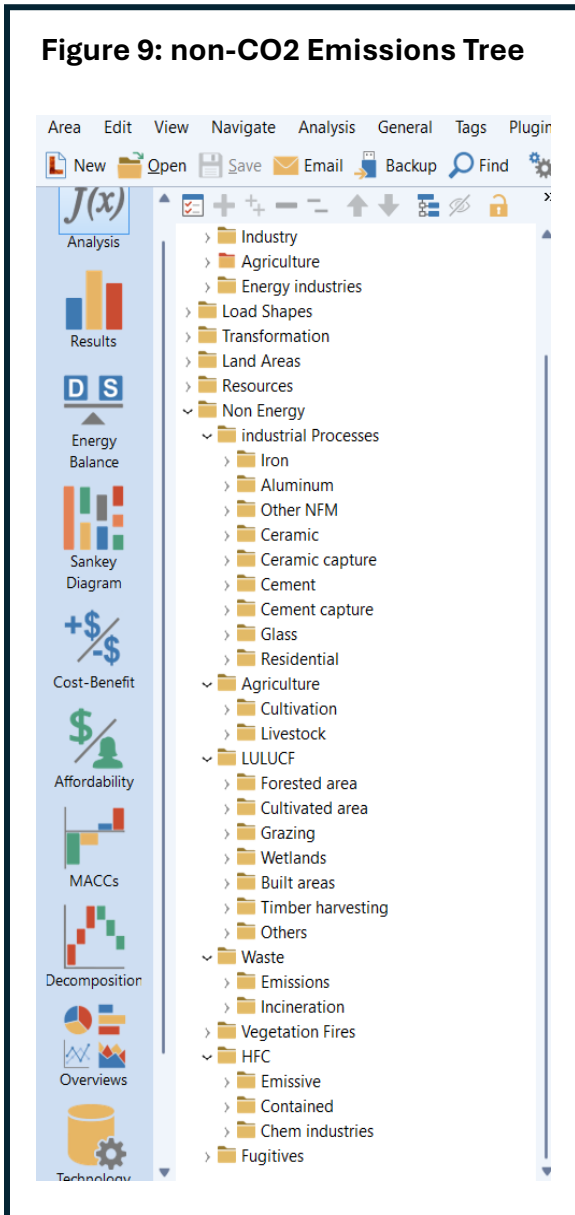 Figure 9: non-CO2 Emissions Tree
Area Edit View Navigate Analysis General Tags Plugin
New Open Save Email Backup Find
f(x)
Analysis
Results
D S
Energy
Balance
Sankey
Diagram
+$
-$
Cost-Benefit
$
Affordability
MACCs
Decomposition
Overviews
Technology
Industry
Agriculture
Energy industries
Load Shapes
Transformation
Land Areas
Resources
Non Energy
industrial Processes
Iron
Aluminum
Other NFM
Ceramic
Ceramic capture
Cement
Cement capture
Glass
Residential
Agriculture
Cultivation
Livestock
LULUCF
Forested area
Cultivated area
Grazing
Wetlands
Built areas
Timber harvesting
Others
Waste
Emissions
Incineration
Vegetation Fires
HFC
Emissive
Contained
Chem industries
Fugitives